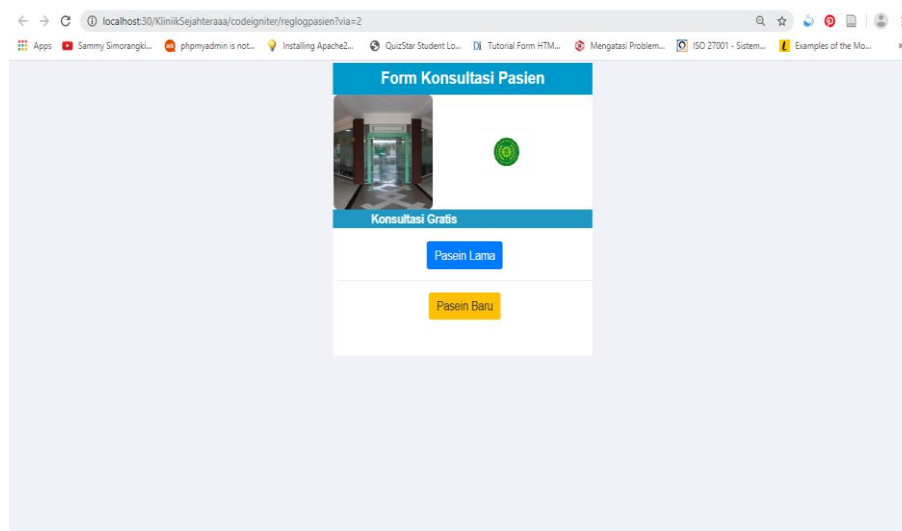 localhost:30/KliniikSejahteraaa/codeigniter/reglogpasien?via=2
Apps Sammy Simorangki... phpmyadmin is not... Installing Apache2... QuizStar Student Lo... Tutorial Form HTM... Mengatasi Problem... ISO 27001 - Sistem... Examples of the Mo...
Form Konsultasi Pasien
Konsultasi Gratis
Pasein Lama
Pasein Baru